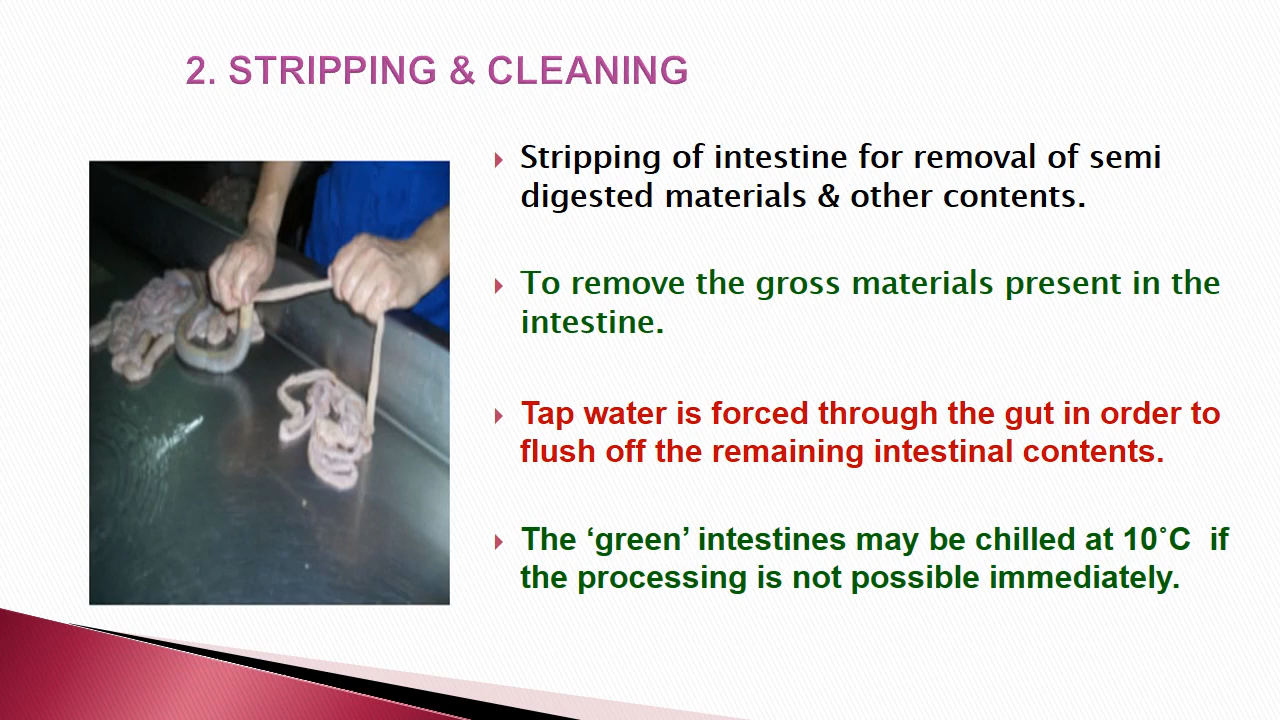 2. STRIPPING & CLEANING
Stripping of intestine for removal of semi
digested materials & other contents.
To remove the gross materials present in the
intestine.
Tap water is forced through the gut in order to
flush off the remaining intestinal contents.
The ‘green’ intestines may be chilled at 10˚C  if
the processing is not possible immediately.